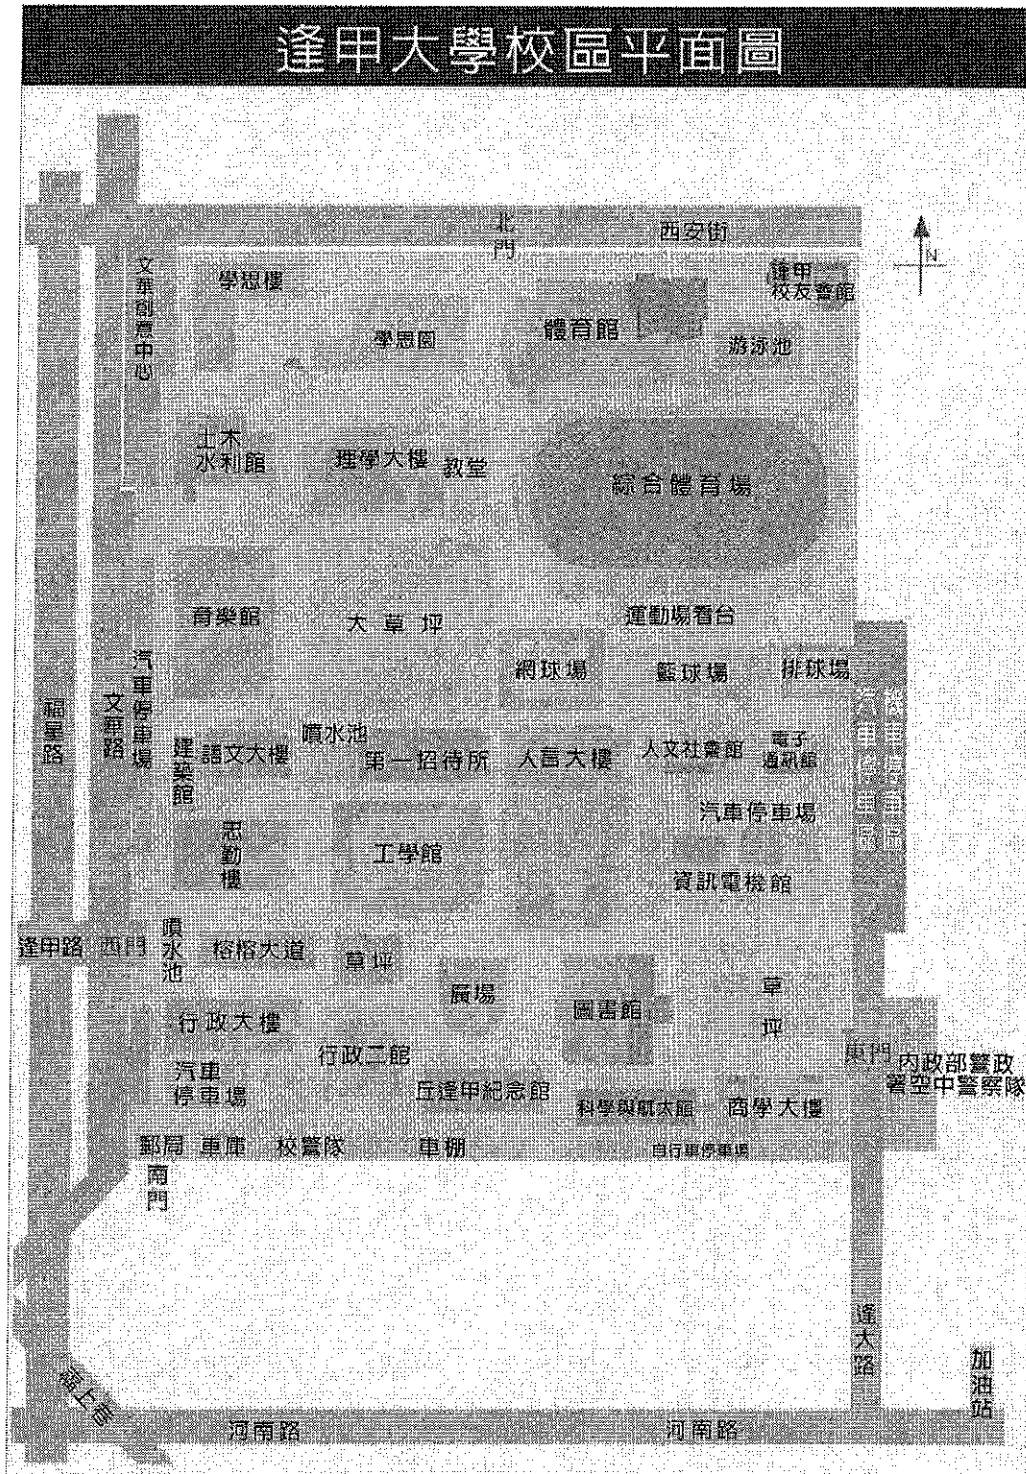 逢甲大學校區平面圖
北門
西安街
N
文華創意中心
學思樓
逢甲
校友會館
學思園
體育館
游泳池
土木
水利館
理學大樓
教堂
綜合體育場
育樂館
大草坪
運動場看台
網球場
籃球場
排球場
福星路
文華路
汽車停車場
建築館
語文大樓
噴水池
第一招待所
人言大樓
人文社會館
電子
通訊館
汽車停車區
機車停車區
汽車停車場
思勤樓
工學館
資訊電機館
逢甲路
西門
噴水池
榕榕大道
草坪
廣場
圖書館
草坪
行政大樓
行政二館
東門
內政部警政
署空中警察隊
汽車
停車場
丘逢甲紀念館
科學與航太館
商學大樓
郵局
車庫
校警隊
車棚
自行車停車場
南門
逢大路
加油站
福上巷
河南路
河南路